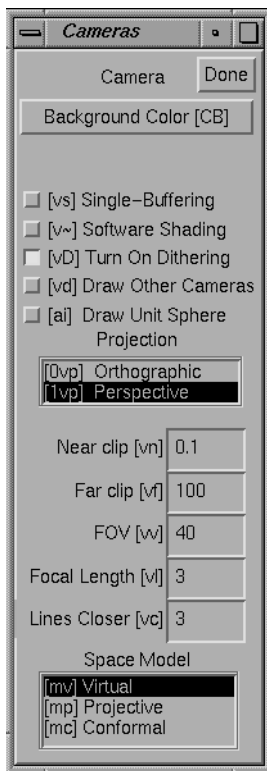 Cameras
Camera Done
Background Color [CB]
[vs] Single-Buffering
[v~] Software Shading
[vD] Turn On Dithering
[vd] Draw Other Cameras
[ai] Draw Unit Sphere
Projection
[0vp] Orthographic
[1vp] Perspective
Near clip [vn] 0.1
Far clip [vf] 100
FOV [vv] 40
Focal Length [vl] 3
Lines Closer [vc] 3
Space Model
[mv] Virtual
[mp] Projective
[mc] Conformal